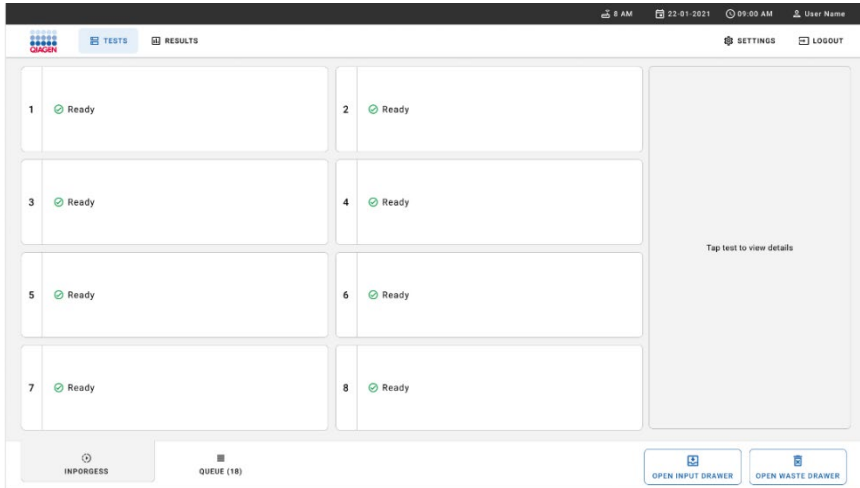 8 AM
22-01-2021
09:00 AM
User Name
QIAGEN
TESTS
RESULTS
SETTINGS
LOGOUT
1 Ready
2 Ready
3 Ready
4 Ready
Tap test to view details
5 Ready
6 Ready
7 Ready
8 Ready
INPORGESS
QUEUE (18)
OPEN INPUT DRAWER
OPEN WASTE DRAWER